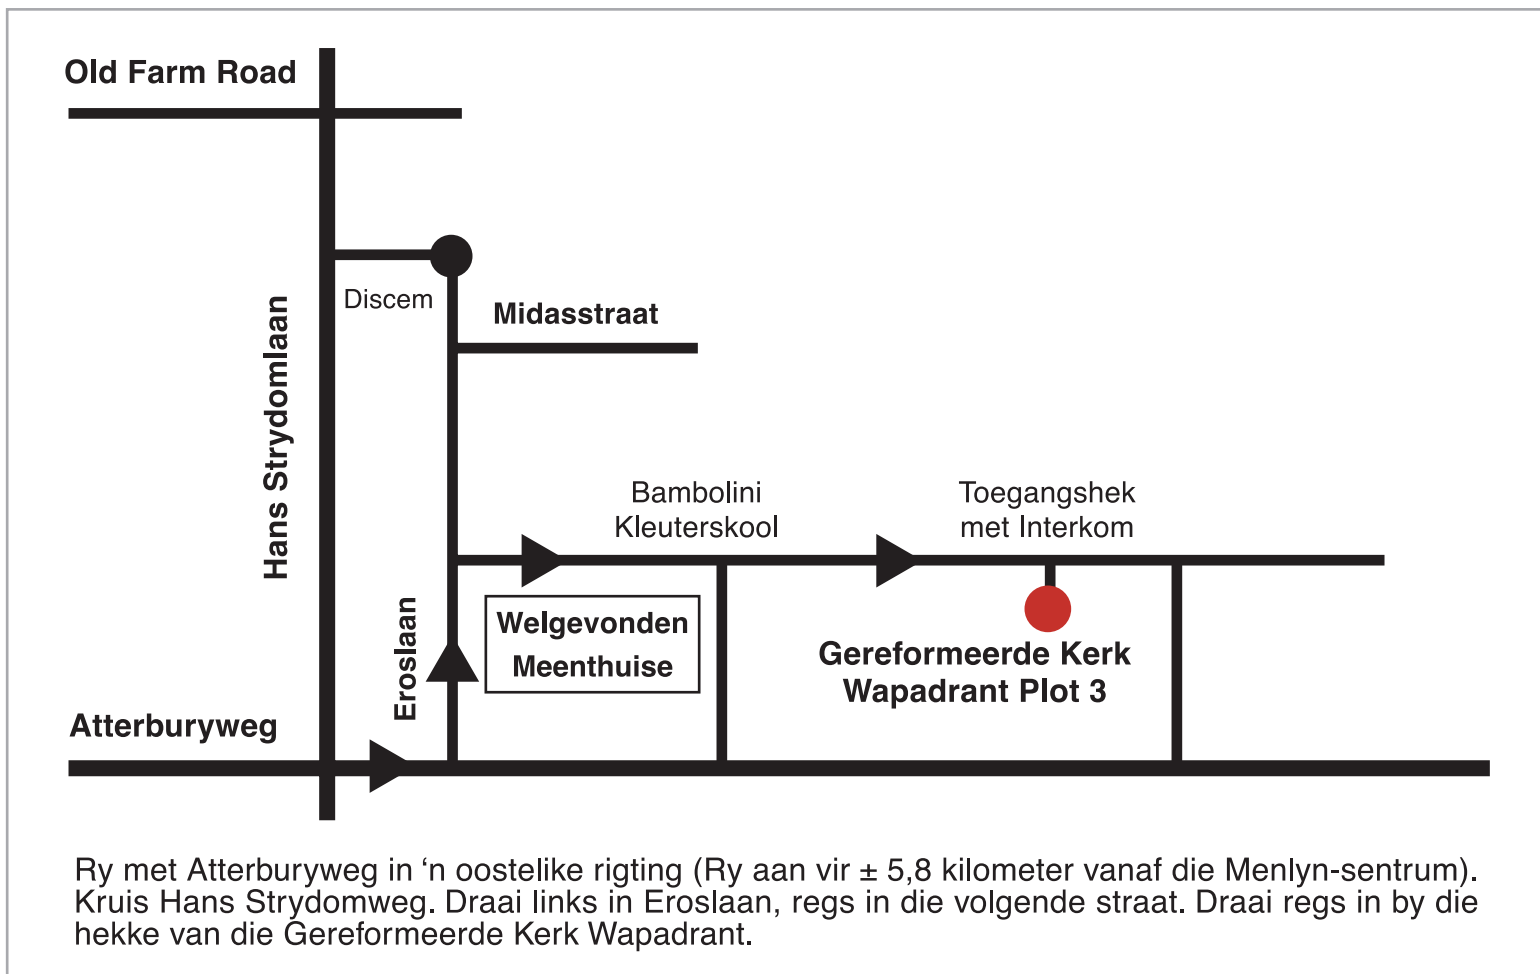 Old Farm Road
Discem
Midasstraat
Hans Strydomlaan
Bambolini
Kleuterskool
Toegangshek
met Interkom
Eroslaan
Welgevonden
Meenthuise
Gereformeerde Kerk
Wapadrant Plot 3
Atterburyweg
Ry met Atterburyweg in ‘n oostelike rigting (Ry aan vir ± 5,8 kilometer vanaf die Menlyn-sentrum).
Kruis Hans Strydomweg. Draai links in Eroslaan, regs in die volgende straat. Draai regs in by die
hekke van die Gereformeerde Kerk Wapadrant.